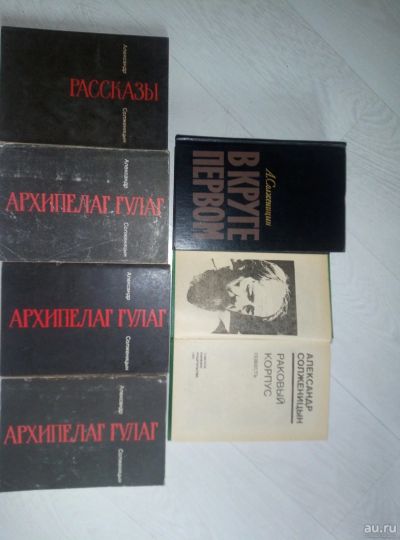 Александр
РАССКАЗЫ
Солженицын
Александр
АРХИПЕЛАГ ГУЛАГ
Солженицын
Александр
АРХИПЕЛАГ ГУЛАГ
Солженицын
Александр
АРХИПЕЛАГ ГУЛАГ
Солженицын
А.Солженицын
В КРУГЕ
ПЕРВОМ
АЛЕКСАНДР
СОЛЖЕНИЦЫН
РАКОВЫЙ
КОРПУС
ПОВЕСТЬ
au.ru